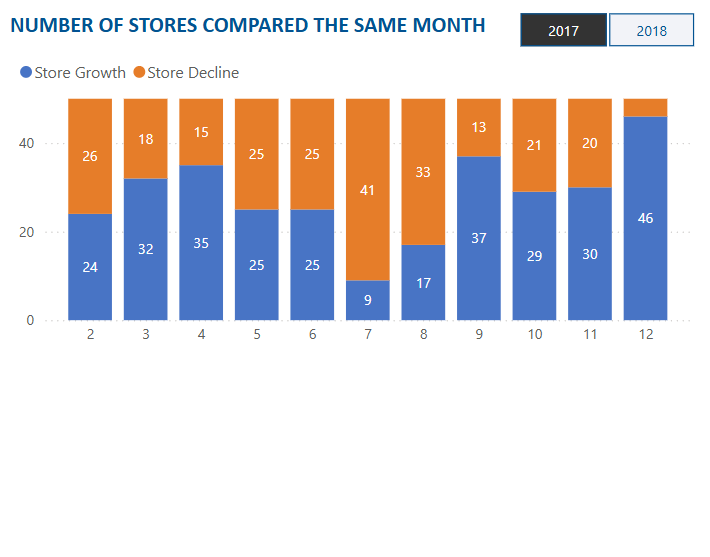 NUMBER OF STORES COMPARED THE SAME MONTH
2017 2018
Store Growth Store Decline
40
20
0
26 18 15 25 25 41 33 13 21 20
24 32 35 25 25 9 17 37 29 30 46
2 3 4 5 6 7 8 9 10 11 12